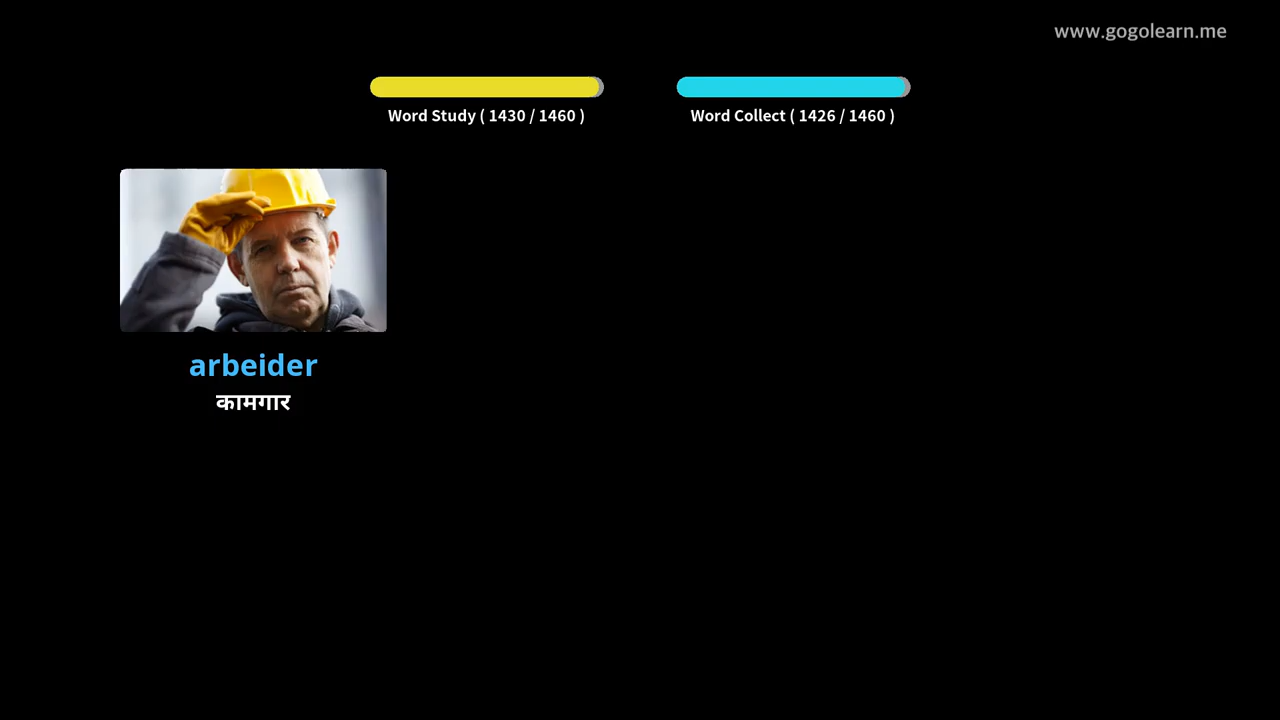 www.gogolearn.me
Word Study ( 1430 / 1460 )
Word Collect ( 1426 / 1460 )
arbeider
कामगार